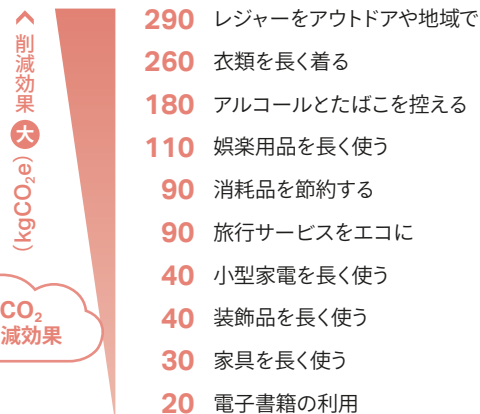 290 レジャーをアウトドアや地域で
260 衣類を長く着る
180 アルコールとたばこを控える
110 娯楽用品を長く使う
90 消耗品を節約する
90 旅行サービスをエコに
40 小型家電を長く使う
40 装飾品を長く使う
30 家具を長く使う
20 電子書籍の利用
削減効果 大 (kgCO₂e)
CO₂
減効果